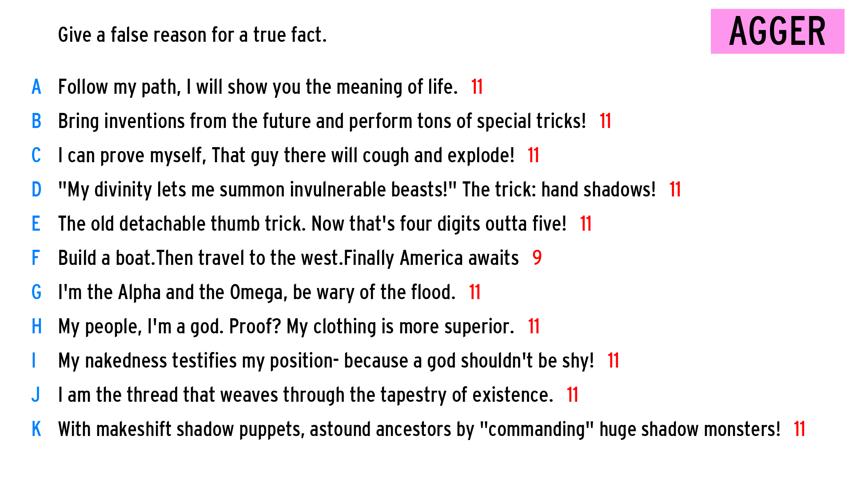 Give a false reason for a true fact.
AGGER
A Follow my path, I will show you the meaning of life. 11
B Bring inventions from the future and perform tons of special tricks! 11
C I can prove myself, That guy there will cough and explode! 11
D "My divinity lets me summon invulnerable beasts!" The trick: hand shadows! 11
E The old detachable thumb trick. Now that's four digits outta five! 11
F Build a boat.Then travel to the west.Finally America awaits 9
G I'm the Alpha and the Omega, be wary of the flood. 11
H My people, I'm a god. Proof? My clothing is more superior. 11
I My nakedness testifies my position- because a god shouldn't be shy! 11
J I am the thread that weaves through the tapestry of existence. 11
K With makeshift shadow puppets, astound ancestors by "commanding" huge shadow monsters! 11